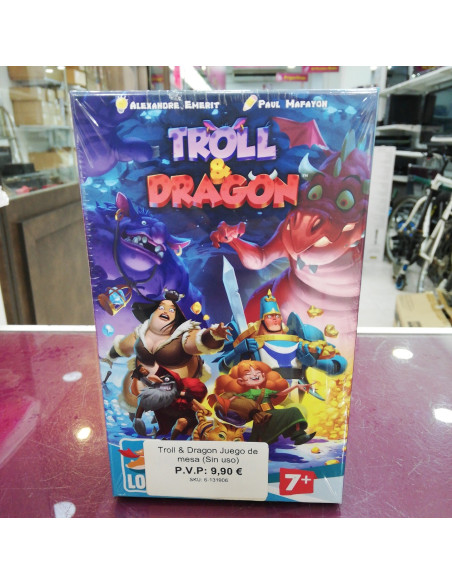 ALEXANDRE EMERIT PAUL MAFAYON
TROLL
&
DRAGON
Troll & Dragon Juego de
mesa (Sin uso)
P.V.P: 9,90 €
SKU: 6-131906
LO
7+